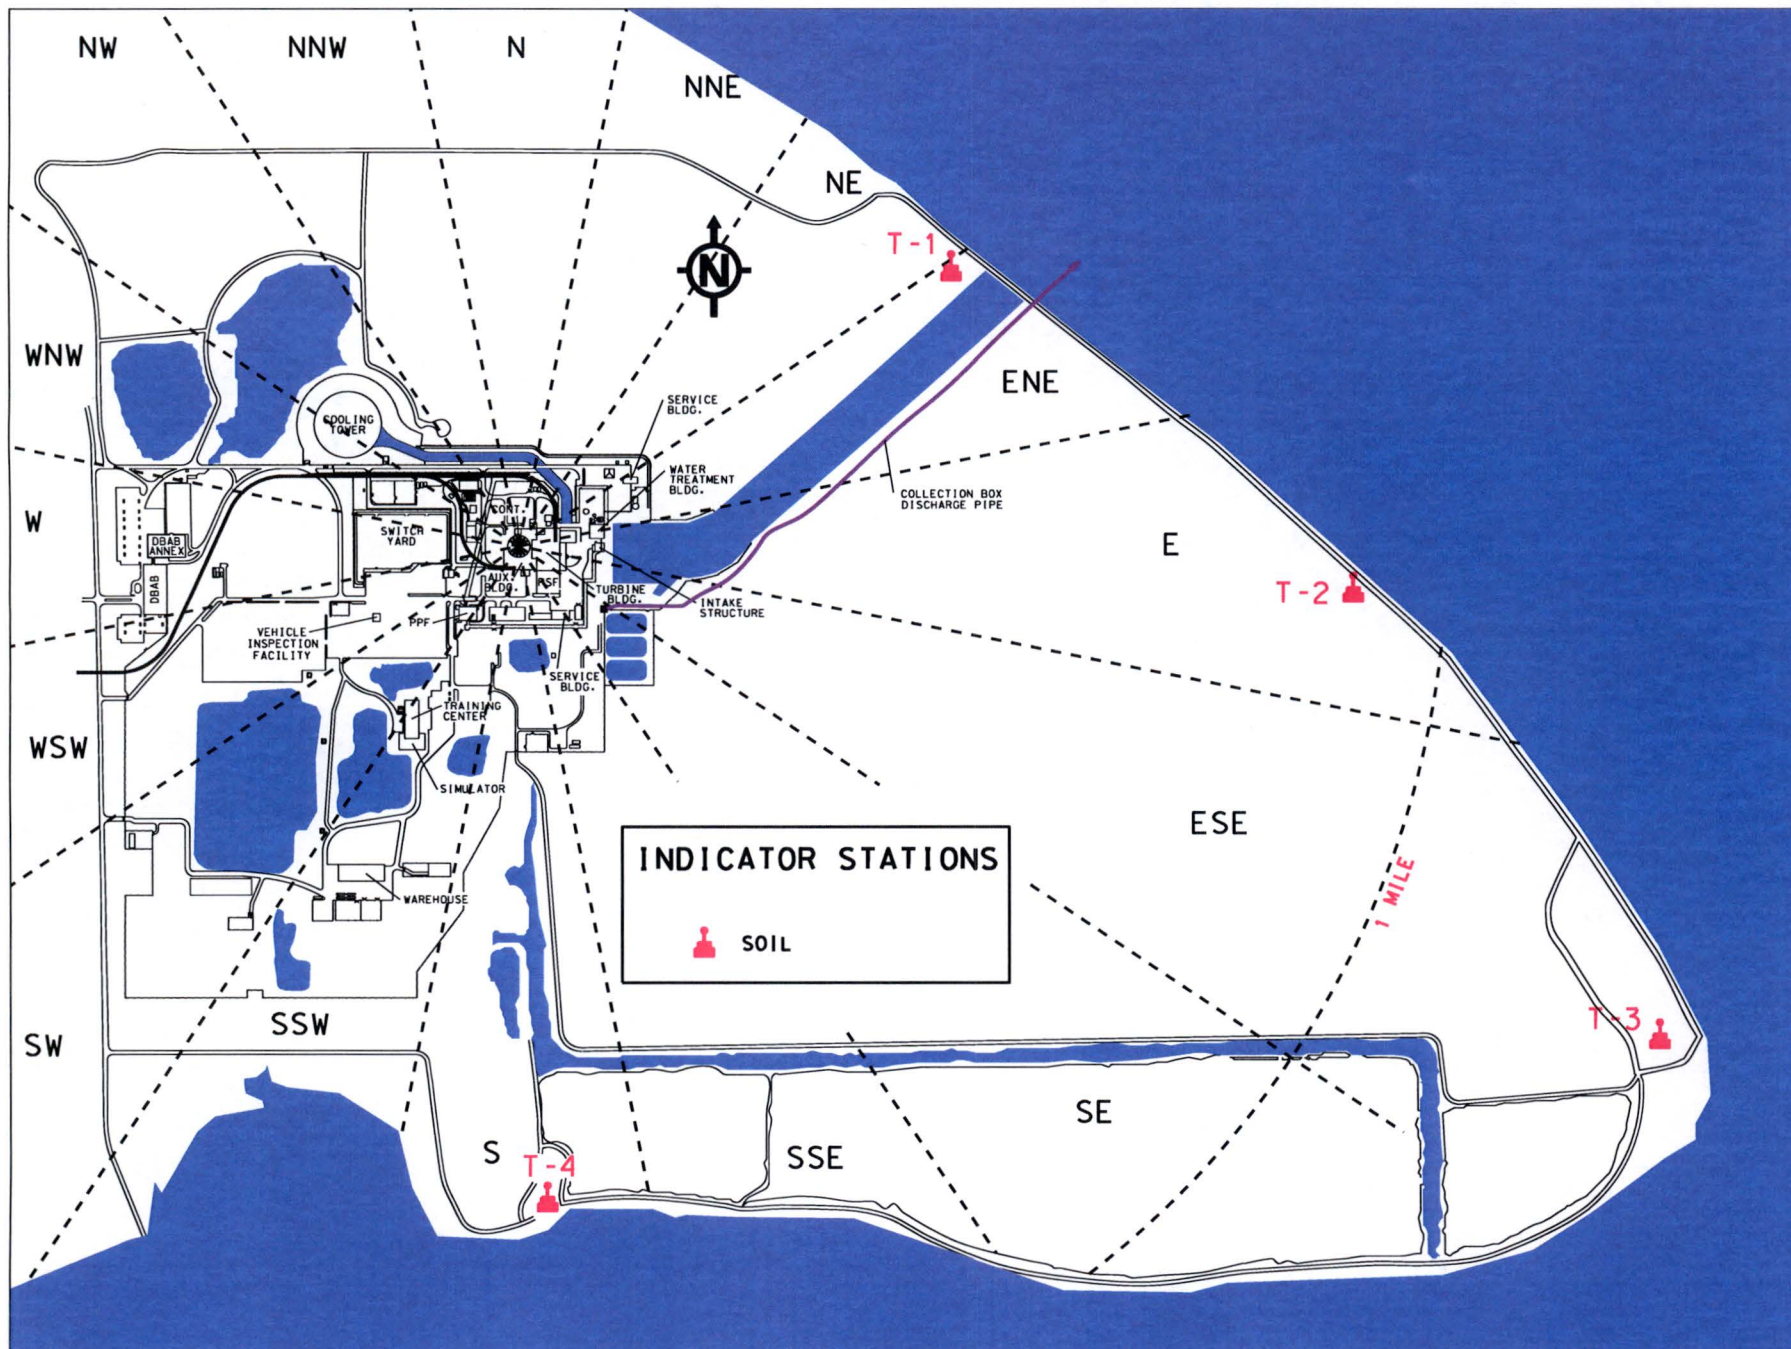 NW
NNW
N
NNE
NE
T-1
N
WNW
ENE
SERVICE
BLDG.
COOLING
TOWER
WATER
TREATMENT
BLDG.
COLLECTION BOX
DISCHARGE PIPE
CONT.
W
SWITCH
YARD
DBAB
ANNEX
E
AUX.
BLDG.
DBAB
TURBINE
BLDG.
T-2
INTAKE
STRUCTURE
PPF
VEHICLE
INSPECTION
FACILITY
SERVICE
BLDG.
TRAINING
CENTER
WSW
SIMULATOR
ESE
INDICATOR STATIONS
SOIL
1 MILE
WAREHOUSE
SSW
T-3
SW
SE
S
SSE
T-4